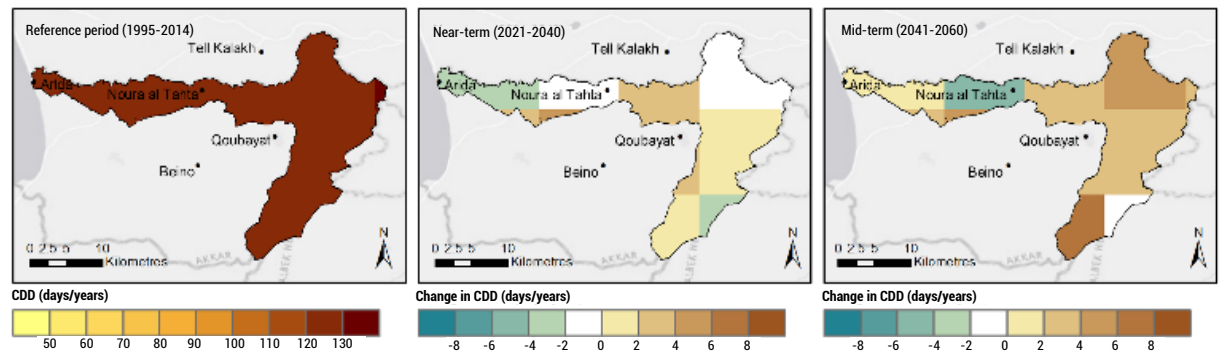 Reference period (1995-2014)
Tell Kalakh
Arida
Noura al Tahta
Qoubayat
Beino
0 2.5 5 10
Kilometres
AKKAR
N
CDD (days/years)
50 60 70 80 90 100 110 120 130
Near-term (2021-2040)
Tell Kalakh
Arida
Noura al Tahta
Qoubayat
Beino
0 2.5 5 10
Kilometres
AKKAR
N
Change in CDD (days/years)
-8 -6 -4 -2 0 2 4 6 8
Mid-term (2041-2060)
Tell Kalakh
Arida
Noura al Tahta
Qoubayat
Beino
0 2.5 5 10
Kilometres
AKKAR
N
Change in CDD (days/years)
-8 -6 -4 -2 0 2 4 6 8